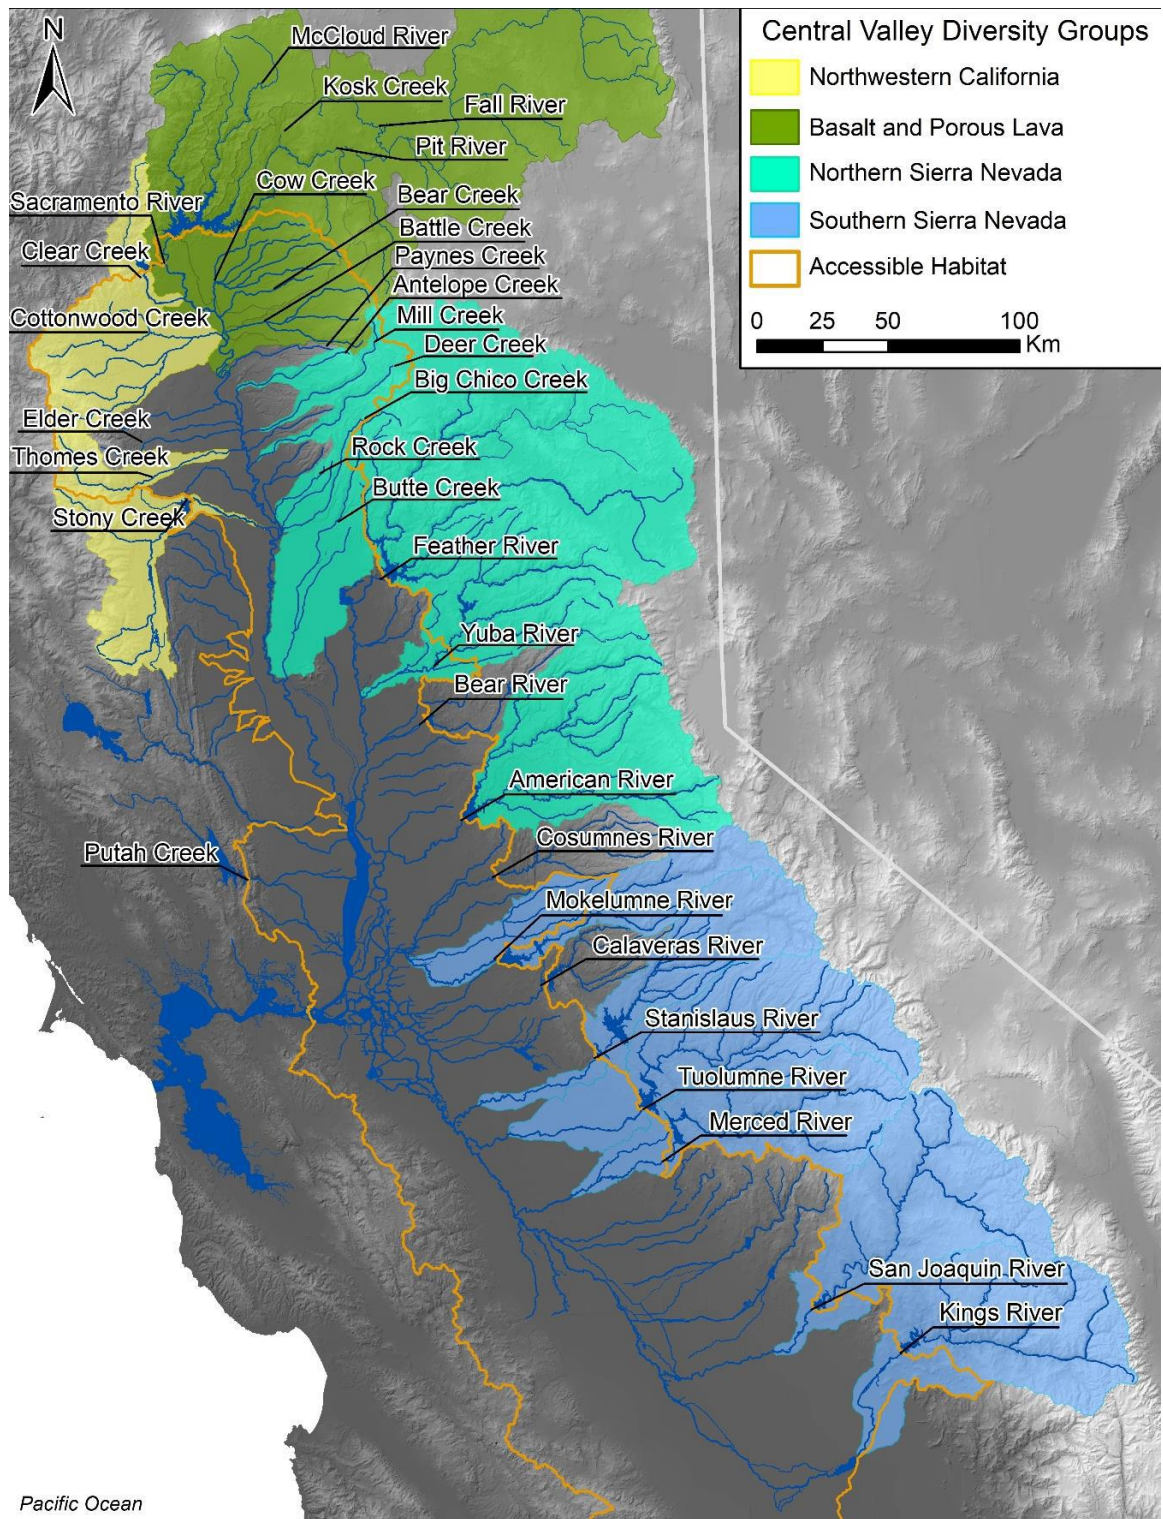 N
McCloud River
Kosk Creek
Fall River
Pit River
Cow Creek
Bear Creek
Sacramento River
Battle Creek
Clear Creek
Paynes Creek
Antelope Creek
Cottonwood Creek
Mill Creek
Deer Creek
Big Chico Creek
Elder Creek
Rock Creek
Thomes Creek
Butte Creek
Stony Creek
Feather River
Yuba River
Bear River
American River
Cosumnes River
Putah Creek
Mokelumne River
Calaveras River
Stanislaus River
Tuolumne River
Merced River
San Joaquin River
Kings River
Pacific Ocean
Central Valley Diversity Groups
Northwestern California
Basalt and Porous Lava
Northern Sierra Nevada
Southern Sierra Nevada
Accessible Habitat
0 25 50 100
Km